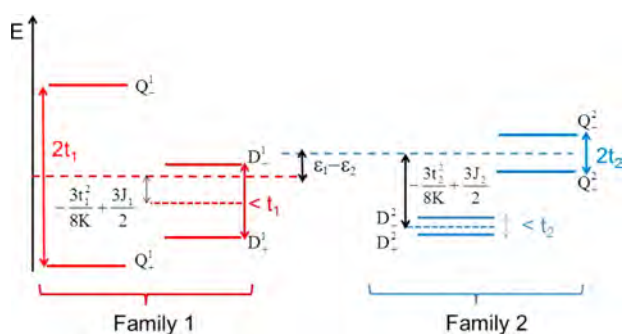 E
Q¹₋
2t₁
D¹₋
-3t₁²/8K + 3J₁/2
< t₁
D¹₊
Q¹₊
Family 1
ε₁−ε₂
Q²₋
2t₂
Q²₋
-3t₂²/8K + 3J₂/2
D²₋
D²₊
< t₂
Family 2